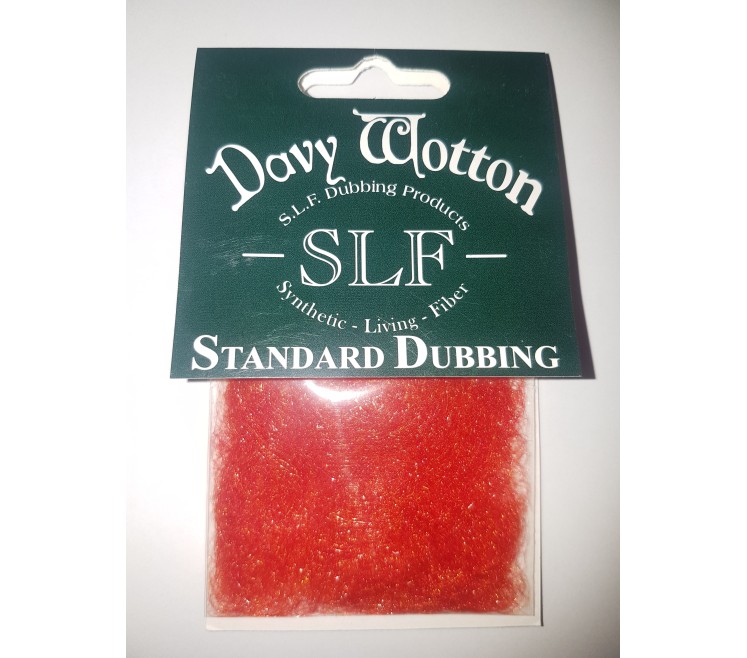 Davy Wotton
S.L.F. Dubbing Products
- SLF -
Synthetic - Living - Fiber
STANDARD DUBBING